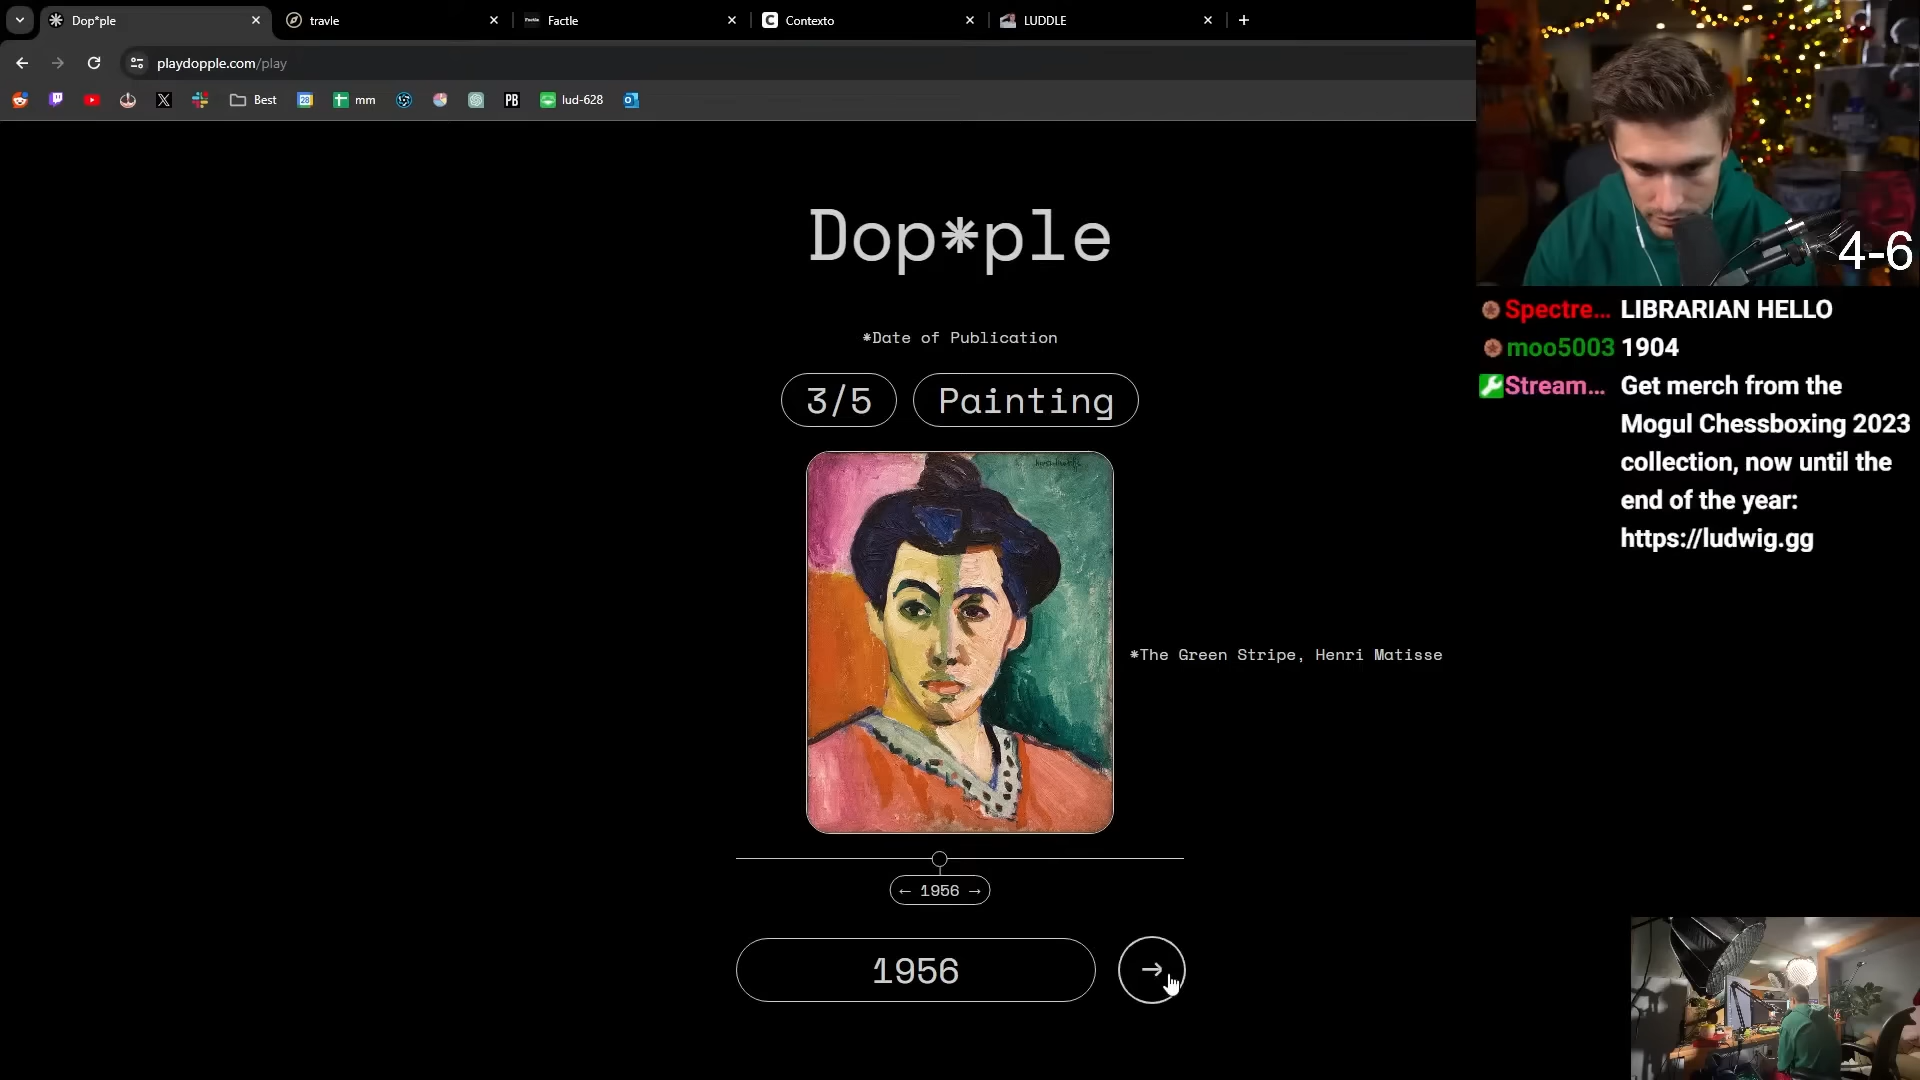 Dop*ple
travle
Factle
Factle
Contexto
LUDDLE
playdopple.com/play
Best
28
mm
PB
lud-628
Dop*ple
*Date of Publication
3/5
Painting
*The Green Stripe, Henri Matisse
← 1956 →
1956
→
4-6
Spectre… LIBRARIAN HELLO
moo5003 1904
Stream… Get merch from the
Mogul Chessboxing 2023
collection, now until the
end of the year:
https://ludwig.gg